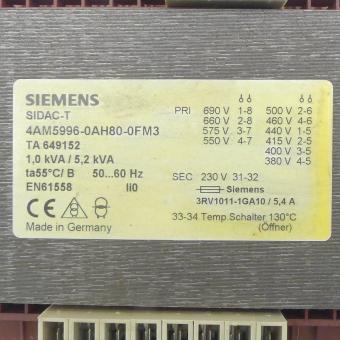 SIEMENS
SIDAC-T
4AM5996-0AH80-0FM3
TA 649152
1,0 kVA / 5,2 kVA
ta55°C/ B 50...60 Hz
EN61558 Ii0
CE
Made in Germany
PRI 690 V 1-8 500 V 2-6
660 V 2-8 460 V 4-6
575 V 3-7 440 V 1-5
550 V 4-7 415 V 2-5
400 V 3-5
380 V 4-5
SEC 230 V 31-32
Siemens
3RV1011-1GA10 / 5,4 A
33-34 Temp.Schalter 130°C
(Öffner)